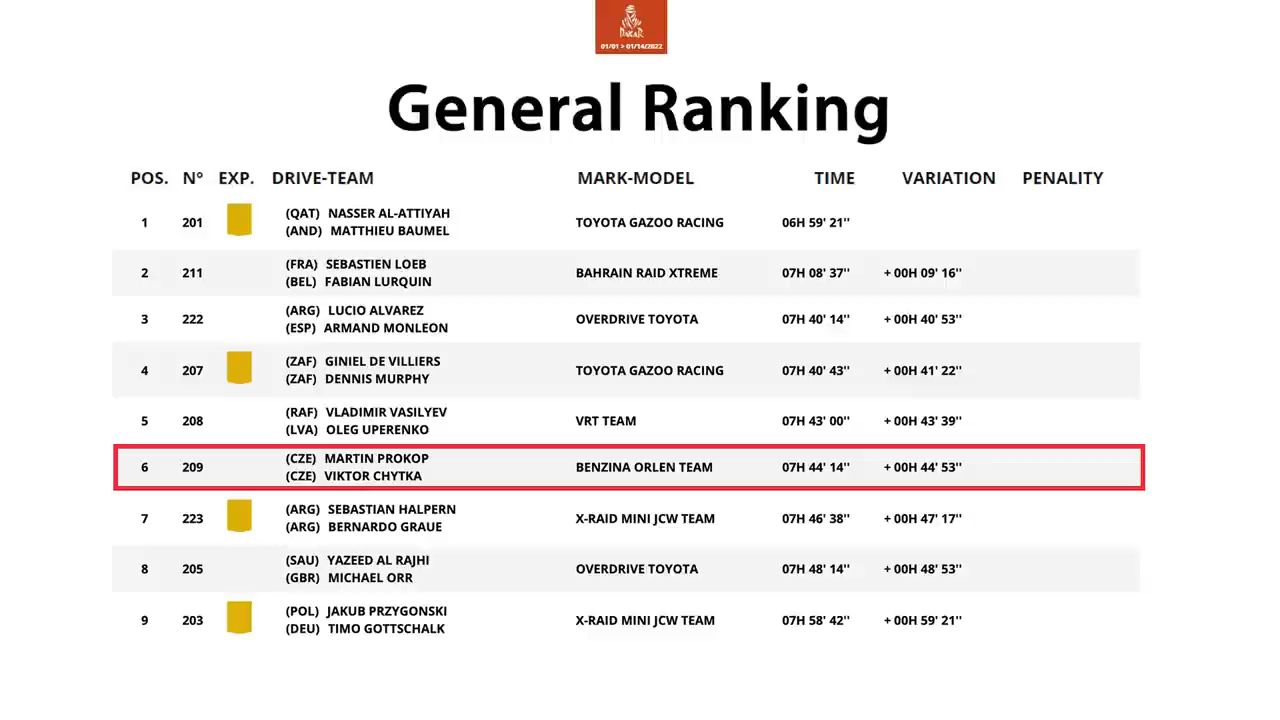 DAKAR
01/01 > 01/14/2022
General Ranking
POS. N° EXP. DRIVE-TEAM MARK-MODEL TIME VARIATION PENALITY
1 201 (QAT) NASSER AL-ATTIYAH (AND) MATTHIEU BAUMEL TOYOTA GAZOO RACING 06H 59' 21''
2 211 (FRA) SEBASTIEN LOEB (BEL) FABIAN LURQUIN BAHRAIN RAID XTREME 07H 08' 37'' + 00H 09' 16''
3 222 (ARG) LUCIO ALVAREZ (ESP) ARMAND MONLEON OVERDRIVE TOYOTA 07H 40' 14'' + 00H 40' 53''
4 207 (ZAF) GINIEL DE VILLIERS (ZAF) DENNIS MURPHY TOYOTA GAZOO RACING 07H 40' 43'' + 00H 41' 22''
5 208 (RAF) VLADIMIR VASILYEV (LVA) OLEG UPERENKO VRT TEAM 07H 43' 00'' + 00H 43' 39''
6 209 (CZE) MARTIN PROKOP (CZE) VIKTOR CHYTKA BENZINA ORLEN TEAM 07H 44' 14'' + 00H 44' 53''
7 223 (ARG) SEBASTIAN HALPERN (ARG) BERNARDO GRAUE X-RAID MINI JCW TEAM 07H 46' 38'' + 00H 47' 17''
8 205 (SAU) YAZEED AL RAJHI (GBR) MICHAEL ORR OVERDRIVE TOYOTA 07H 48' 14'' + 00H 48' 53''
9 203 (POL) JAKUB PRZYGONSKI (DEU) TIMO GOTTSCHALK X-RAID MINI JCW TEAM 07H 58' 42'' + 00H 59' 21''